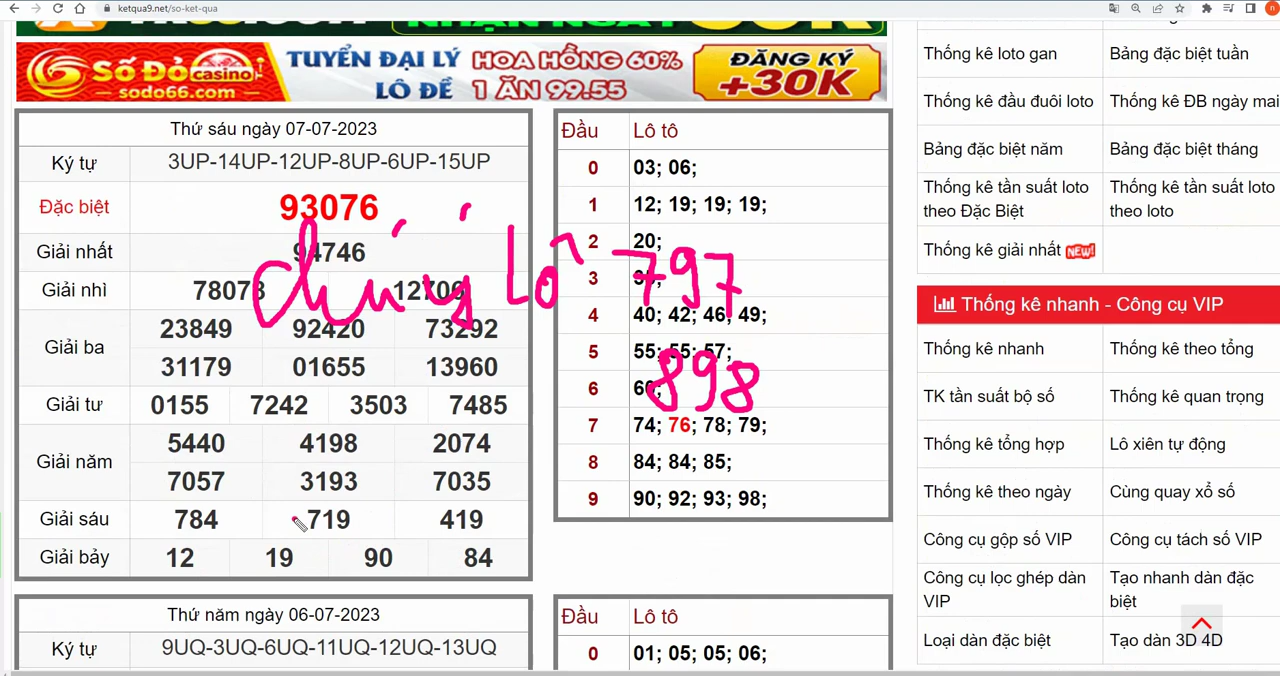 ketqua9.net/so-ket-qua
TUYỂN ĐẠI LÝ HOA HỒNG 60%
LÔ ĐỀ 1 ĂN 99.55
SỐ ĐỎ casino
sodo66.com
ĐĂNG KÝ
+30K
Thứ sáu ngày 07-07-2023
Ký tự 3UP-14UP-12UP-8UP-6UP-15UP
Đặc biệt 93076
Giải nhất 94746
Giải nhì 78078 12706
Giải ba 23849 92420 73292
31179 01655 13960
Giải tư 0155 7242 3503 7485
Giải năm 5440 4198 2074
7057 3193 7035
Giải sáu 784 719 419
Giải bảy 12 19 90 84
chú ý Lô 797
898
Đầu Lô tô
0 03; 06;
1 12; 19; 19; 19;
2 20;
3 35;
4 40; 42; 46; 49;
5 55; 55; 57;
6 60;
7 74; 76; 78; 79;
8 84; 84; 85;
9 90; 92; 93; 98;
Thứ năm ngày 06-07-2023
Ký tự 9UQ-3UQ-6UQ-11UQ-12UQ-13UQ
Đầu Lô tô
0 01; 05; 05; 06;
Thống kê loto gan Bảng đặc biệt tuần
Thống kê đầu đuôi loto Thống kê ĐB ngày mai
Bảng đặc biệt năm Bảng đặc biệt tháng
Thống kê tần suất loto theo Đặc Biệt Thống kê tần suất loto theo loto
Thống kê giải nhất NEW!
Thống kê nhanh - Công cụ VIP
Thống kê nhanh Thống kê theo tổng
TK tần suất bộ số Thống kê quan trọng
Thống kê tổng hợp Lô xiên tự động
Thống kê theo ngày Cùng quay xổ số
Công cụ gộp số VIP Công cụ tách số VIP
Công cụ lọc ghép dàn VIP Tạo nhanh dàn đặc biệt
Loại dàn đặc biệt Tạo dàn 3D 4D